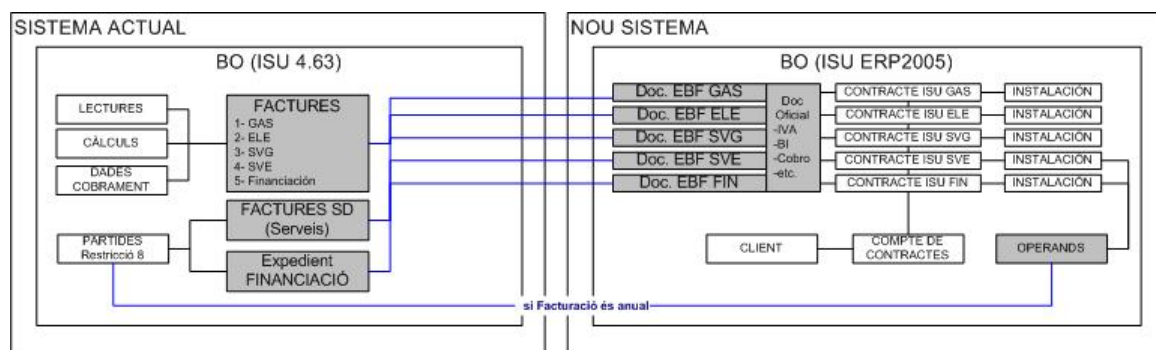 SISTEMA ACTUAL
BO (ISU 4.63)
LECTURES
CÀLCULS
DADES
COBRAMENT
FACTURES
1- GAS
2- ELE
3- SVG
4- SVE
5- Financiación
FACTURES SD
(Serveis)
PARTIDES
Restricció 8
Expedient
FINANCIACIÓ
si Facturació és anual
NOU SISTEMA
BO (ISU ERP2005)
Doc. EBF GAS
Doc. EBF ELE
Doc. EBF SVG
Doc. EBF SVE
Doc. EBF FIN
Doc
Oficial
-IVA
-BI
-Cobro
-etc.
CONTRACTE ISU GAS
INSTALACIÓN
CONTRACTE ISU ELE
INSTALACIÓN
CONTRACTE ISU SVG
INSTALACIÓN
CONTRACTE ISU SVE
INSTALACIÓN
CONTRACTE ISU FIN
INSTALACIÓN
CLIENT
COMPTE DE
CONTRACTES
OPERANDS